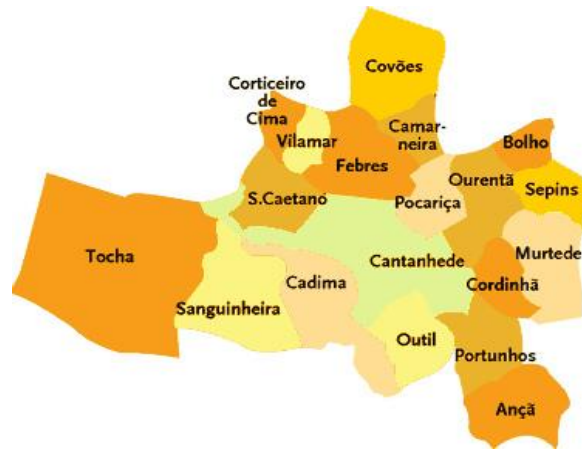 Covões
Corticeiro
de
Cima
Vilamar
Camar-
neira
Bolho
Febres
Ourentã
Sepins
S.Caetano
Pocariça
Tocha
Cantanhede
Murtede
Cadima
Cordinhã
Sanguinheira
Outil
Portunhos
Ançã